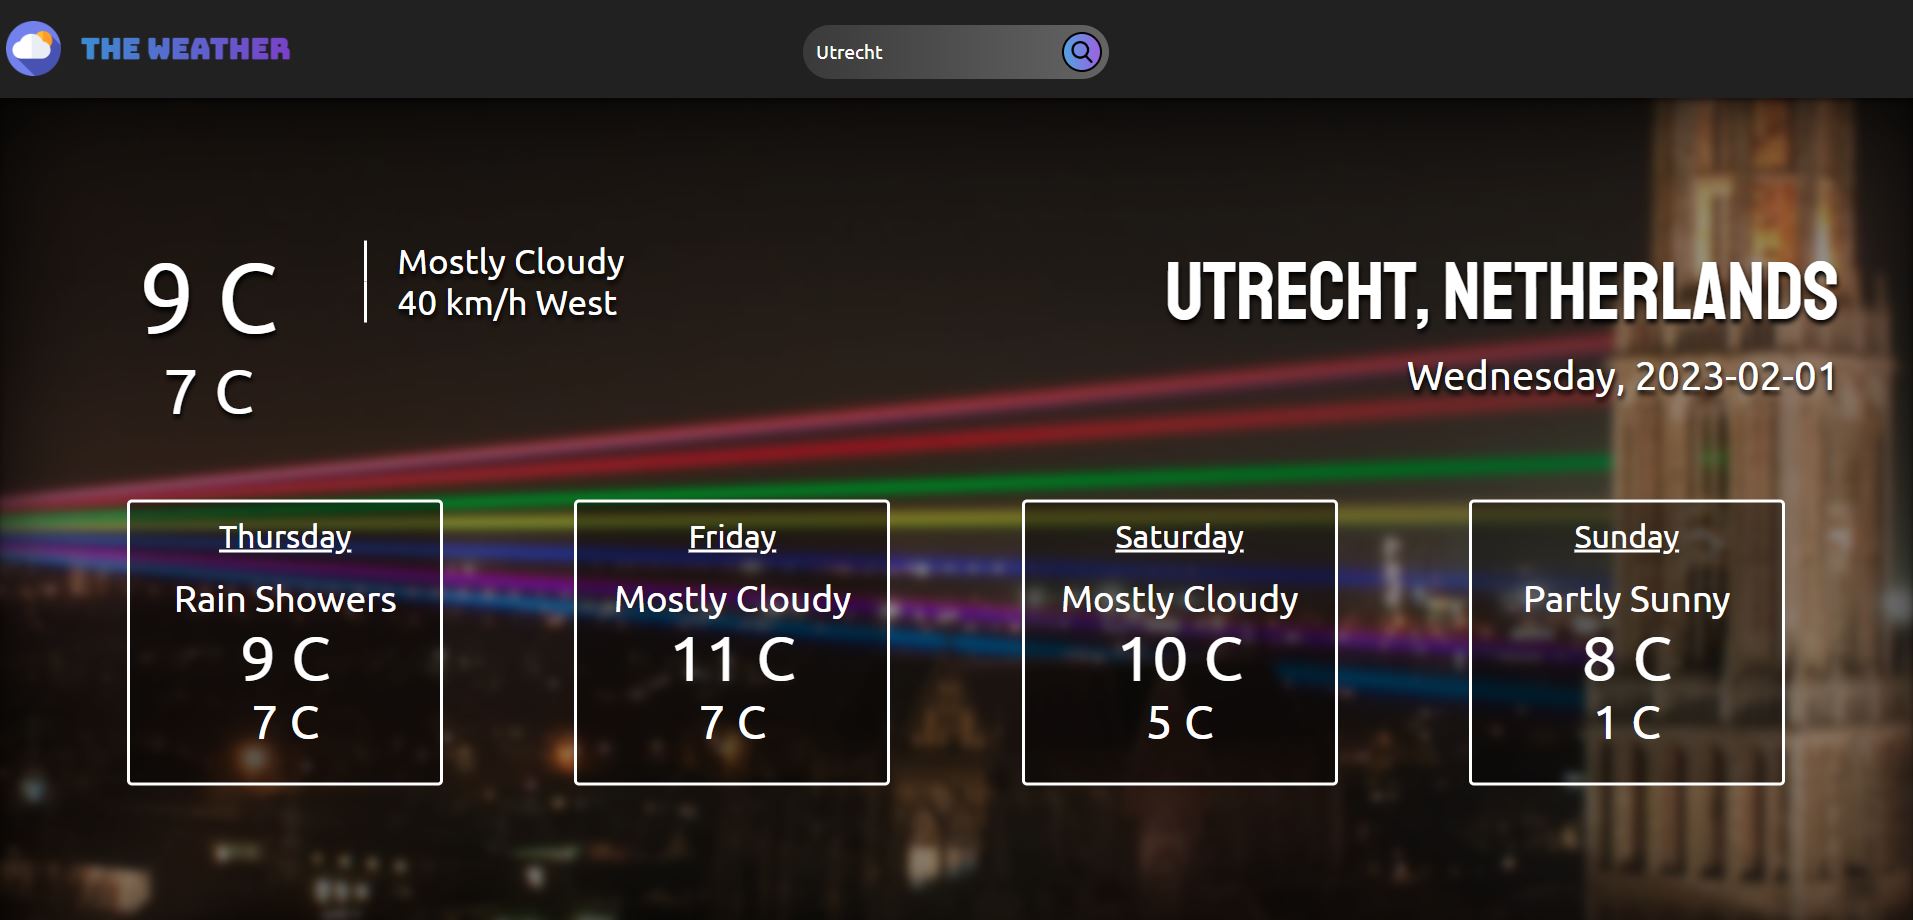 THE WEATHER
Utrecht
9 C
7 C
Mostly Cloudy
40 km/h West
UTRECHT, NETHERLANDS
Wednesday, 2023-02-01
Thursday
Rain Showers
9 C
7 C
Friday
Mostly Cloudy
11 C
7 C
Saturday
Mostly Cloudy
10 C
5 C
Sunday
Partly Sunny
8 C
1 C